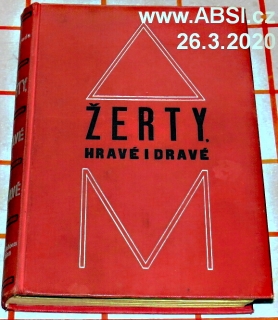 www.ABSI.cz
26.3.2020
ŽERTY,
HRAVÉ I DRAVÉ